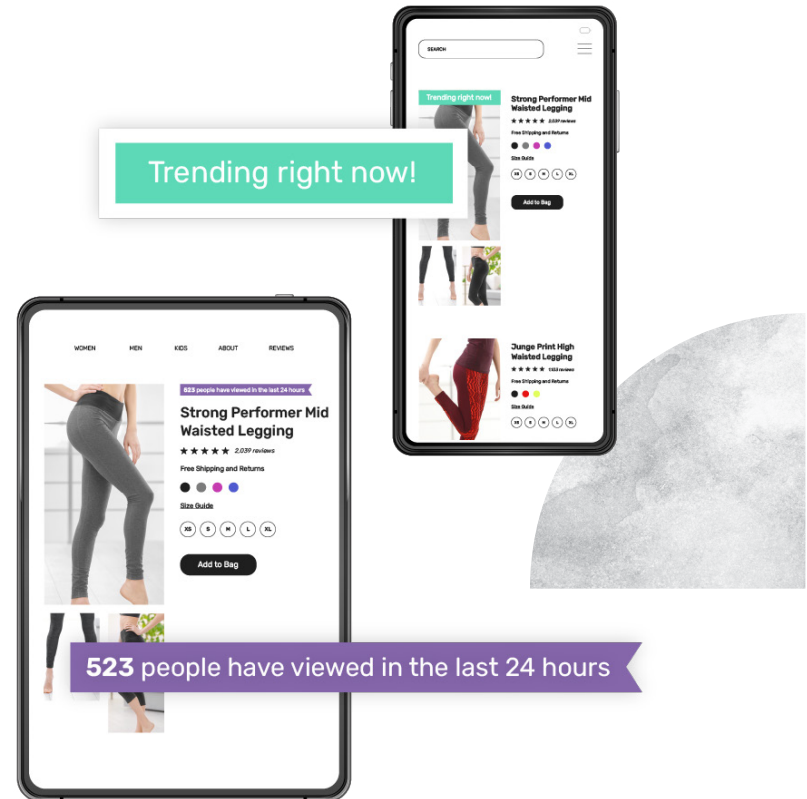 SEARCH
Trending right now!
Strong Performer Mid
Waisted Legging
2,039 reviews
Free Shipping and Returns
Size Guide
XS S M L XL
Add to Bag
Junge Print High
Waisted Legging
1153 reviews
Free Shipping and Returns
Size Guide
XS S M L XL
Trending right now!
WOMEN MEN KIDS ABOUT REVIEWS
523 people have viewed in the last 24 hours
Strong Performer Mid
Waisted Legging
2,039 reviews
Free Shipping and Returns
Size Guide
XS S M L XL
Add to Bag
523 people have viewed in the last 24 hours